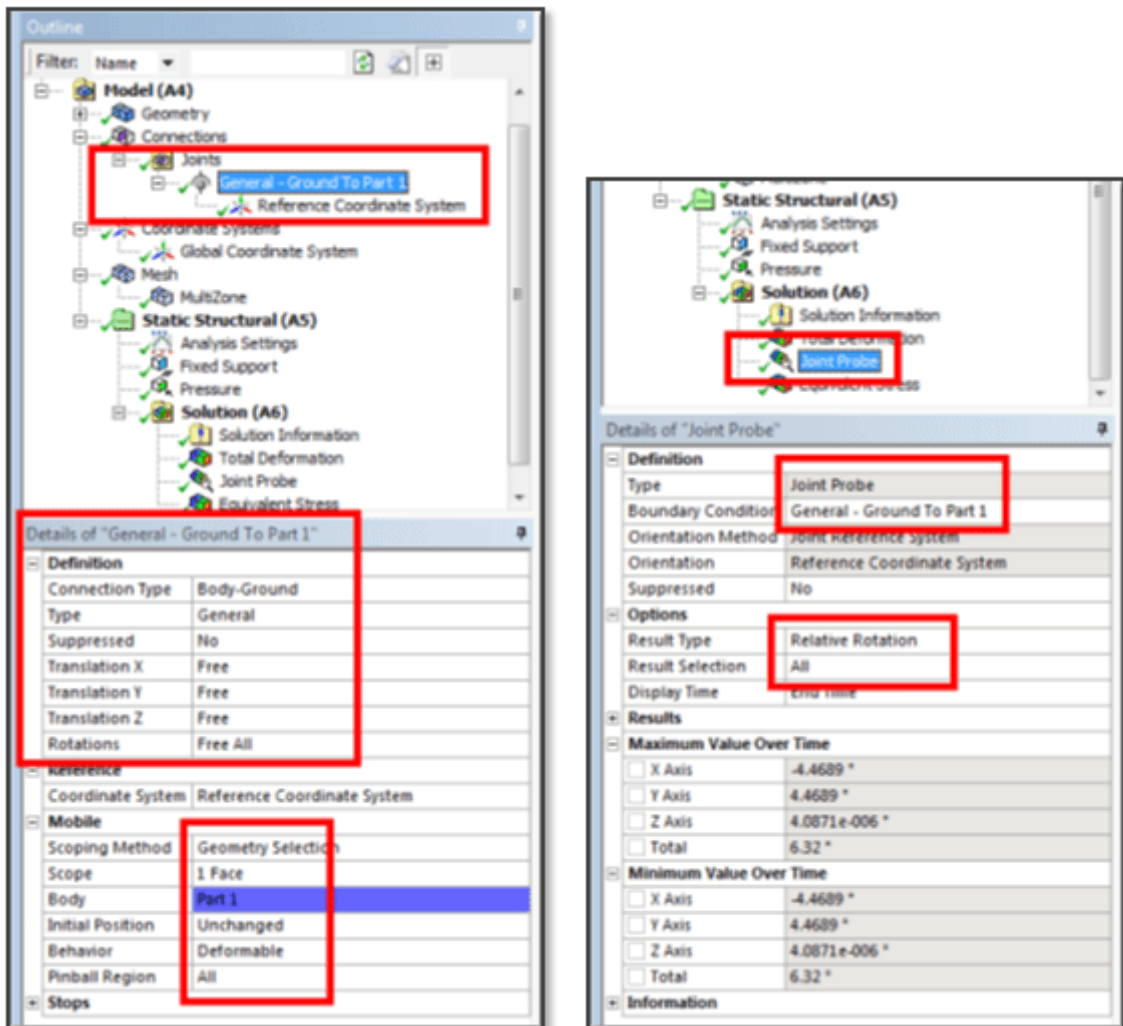 Outline
Filter: Name
Model (A4)
Geometry
Connections
Joints
General - Ground To Part 1
Reference Coordinate System
Coordinate Systems
Global Coordinate System
Mesh
MultiZone
Static Structural (A5)
Analysis Settings
Fixed Support
Pressure
Solution (A6)
Solution Information
Total Deformation
Joint Probe
Equivalent Stress
Details of "General - Ground To Part 1"
Definition
Connection Type Body-Ground
Type General
Suppressed No
Translation X Free
Translation Y Free
Translation Z Free
Rotations Free All
Reference
Coordinate System Reference Coordinate System
Mobile
Scoping Method Geometry Selection
Scope 1 Face
Body Part 1
Initial Position Unchanged
Behavior Deformable
Pinball Region All
Stops
MultiZone
Static Structural (A5)
Analysis Settings
Fixed Support
Pressure
Solution (A6)
Solution Information
Total Deformation
Joint Probe
Equivalent Stress
Details of "Joint Probe"
Definition
Type Joint Probe
Boundary Condition General - Ground To Part 1
Orientation Method Joint Reference System
Orientation Reference Coordinate System
Suppressed No
Options
Result Type Relative Rotation
Result Selection All
Display Time End Time
Results
Maximum Value Over Time
X Axis -4.4689 °
Y Axis 4.4689 °
Z Axis 4.0871e-006 °
Total 6.32 °
Minimum Value Over Time
X Axis -4.4689 °
Y Axis 4.4689 °
Z Axis 4.0871e-006 °
Total 6.32 °
Information